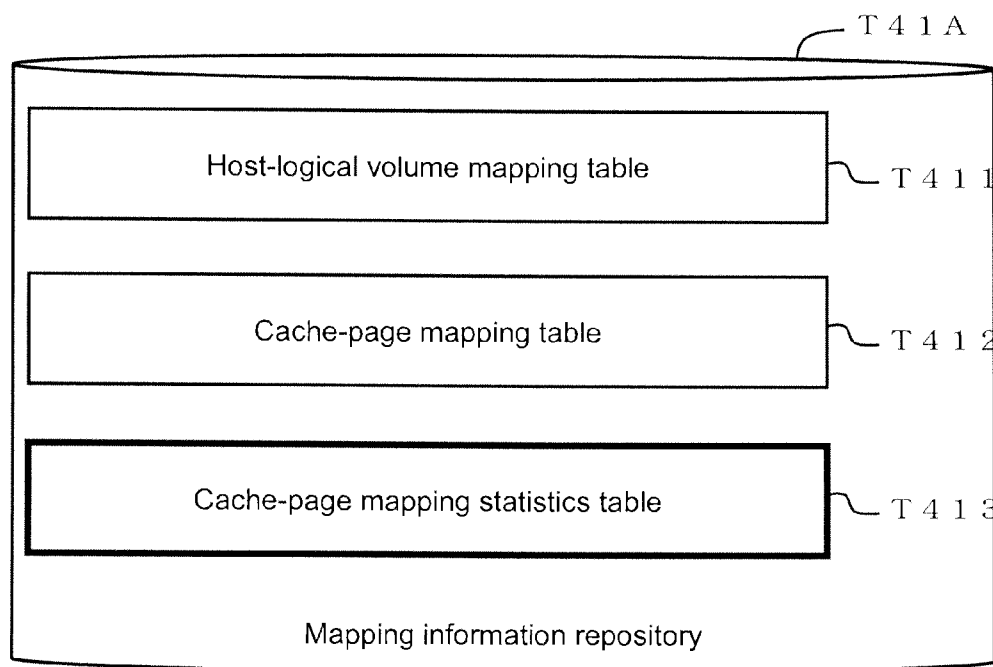 T41A
Host-logical volume mapping table
T411
Cache-page mapping table
T412
Cache-page mapping statistics table
T413
Mapping information repository